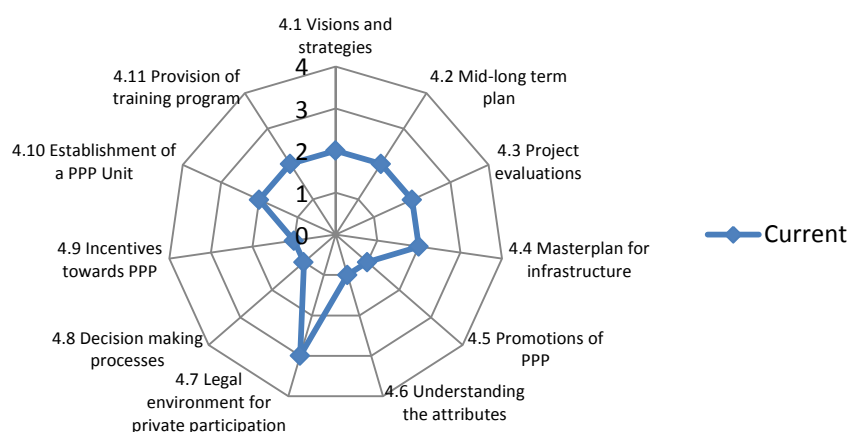 4.1 Visions and
strategies
4.2 Mid-long term
plan
4.3 Project
evaluations
4.4 Masterplan for
infrastructure
4.5 Promotions of
PPP
4.6 Understanding
the attributes
4.7 Legal
environment for
private participation
4.8 Decision making
processes
4.9 Incentives
towards PPP
4.10 Establishment of
a PPP Unit
4.11 Provision of
training program
4
3
2
1
0
Current